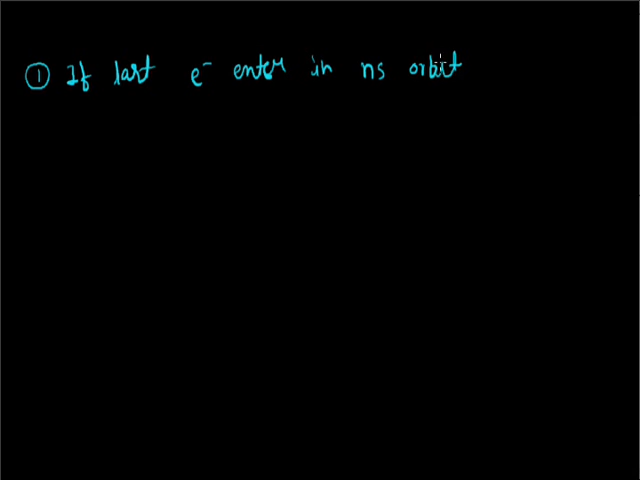 ① If last e⁻ enter in ns orbit